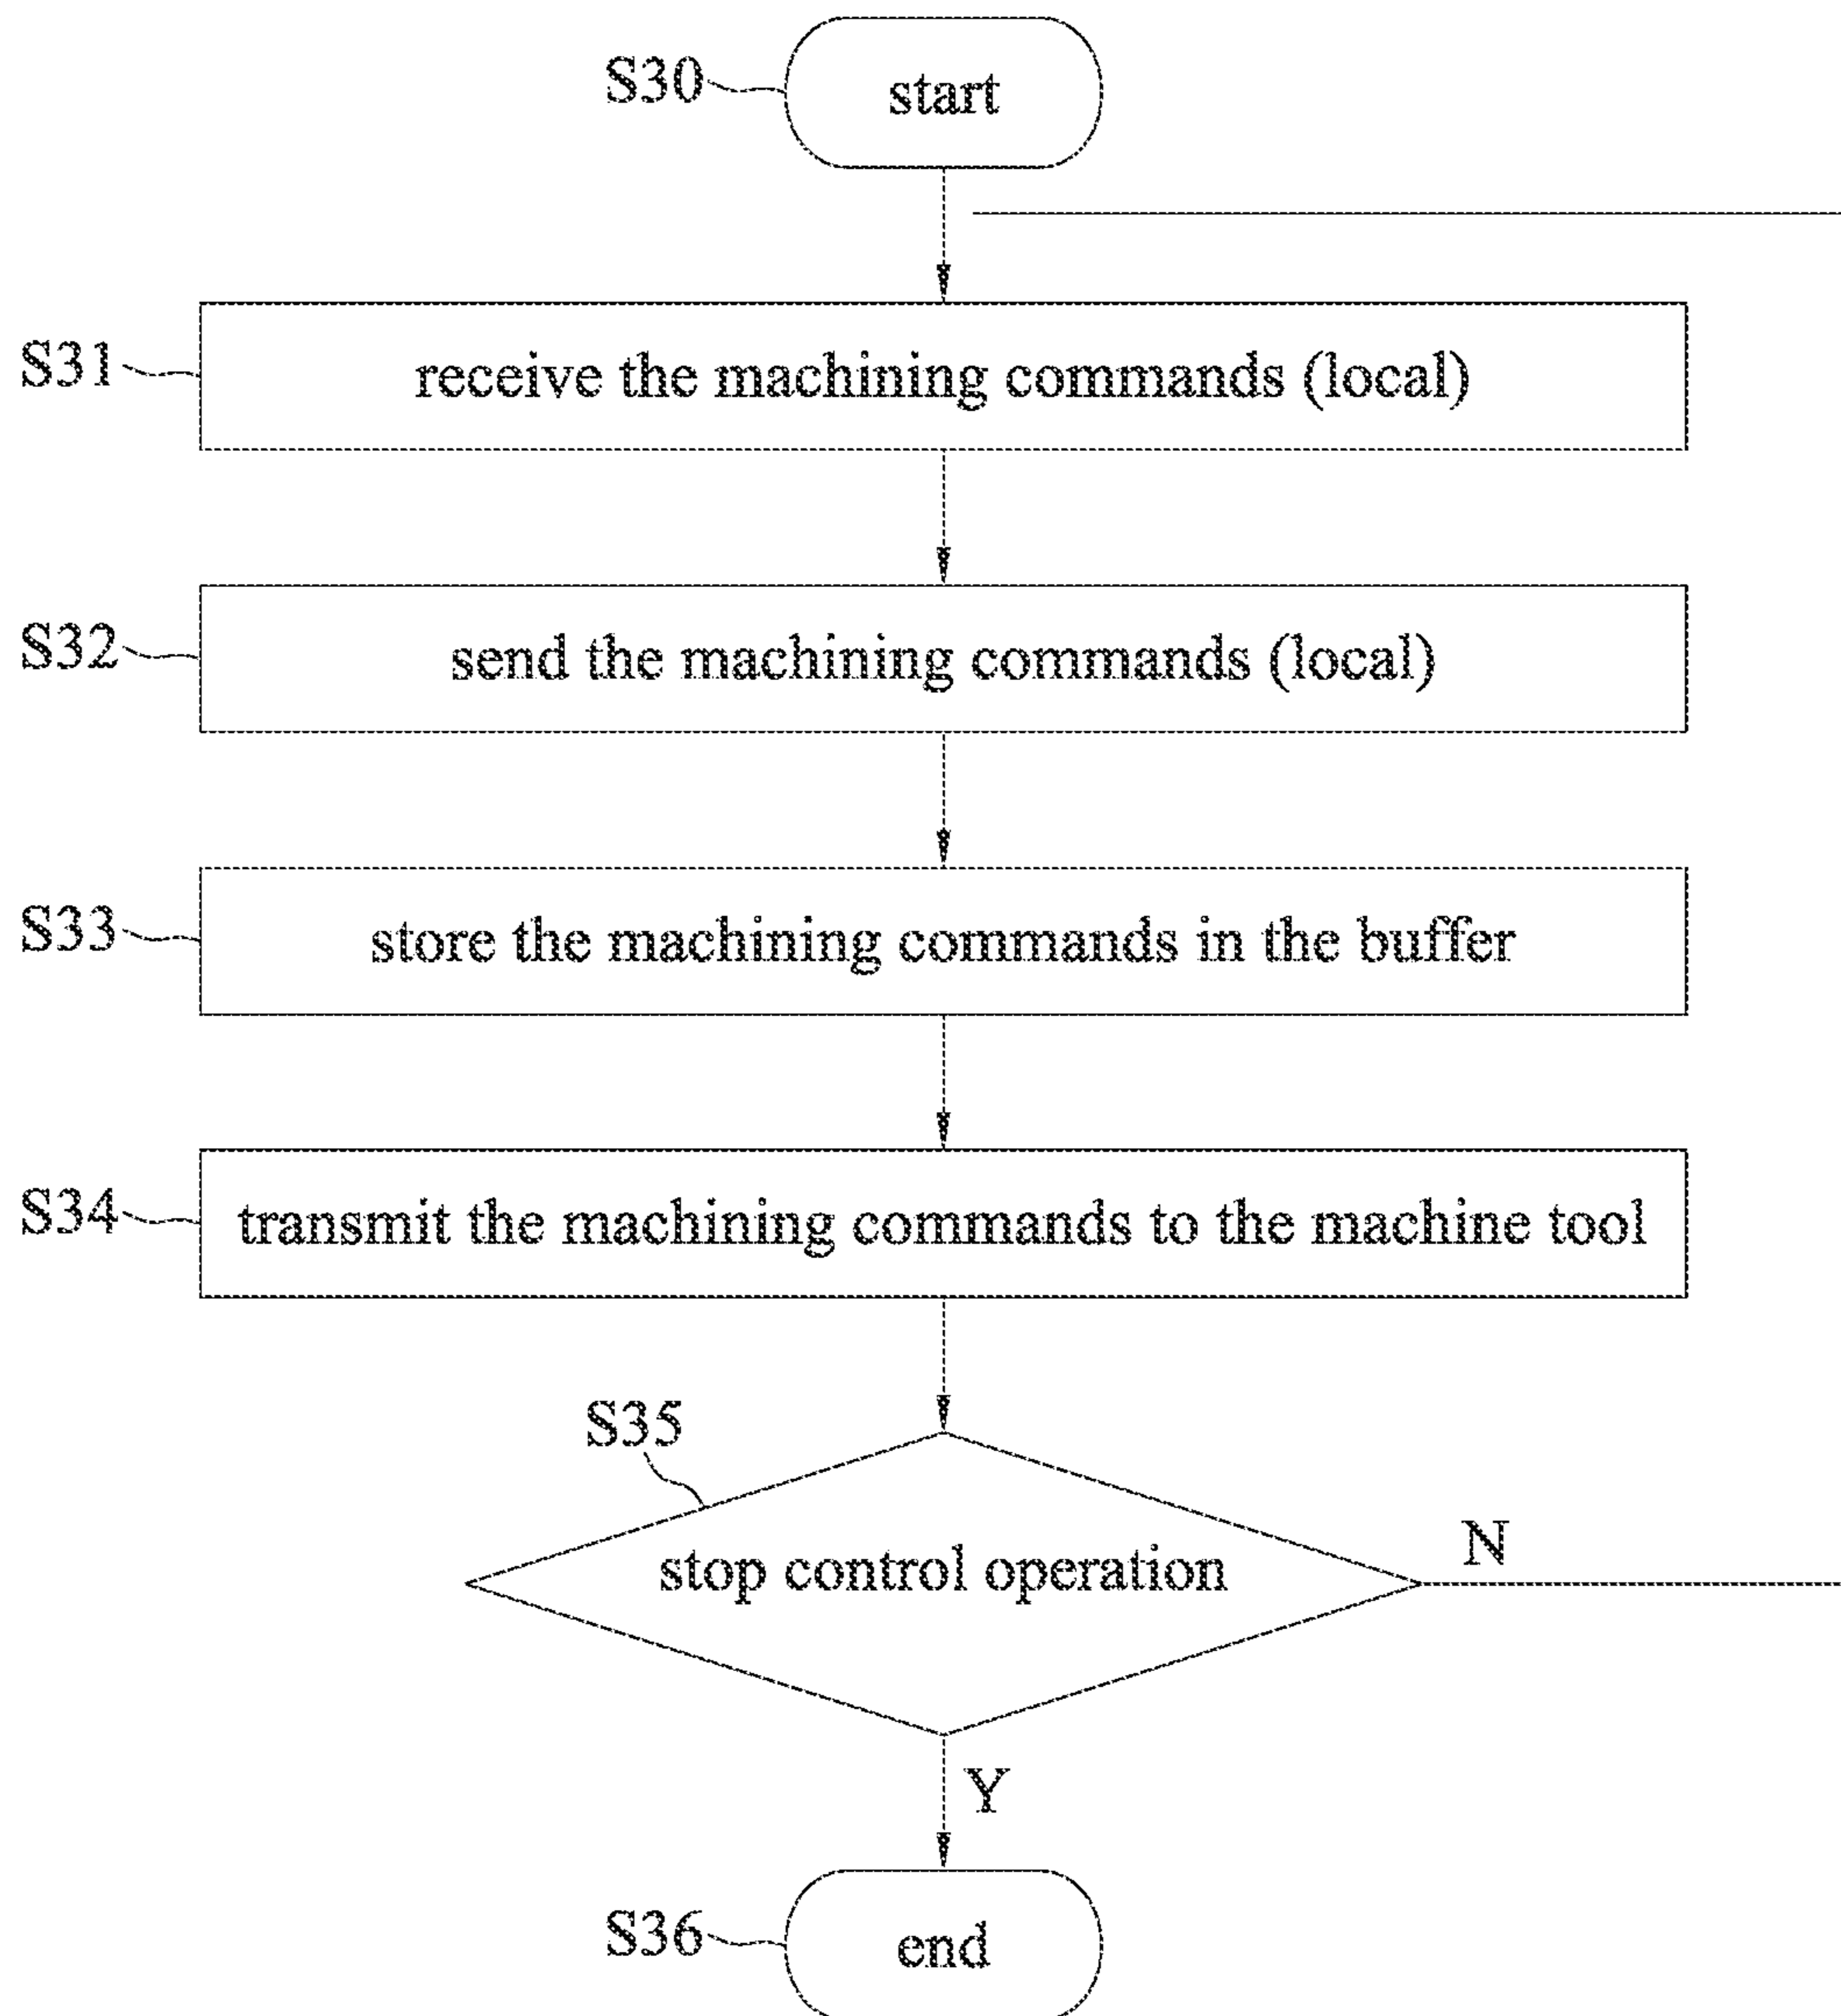 S30
start
S31
receive the machining commands (local)
S32
send the machining commands (local)
S33
store the machining commands in the buffer
S34
transmit the machining commands to the machine tool
S35
stop control operation
N
Y
S36
end